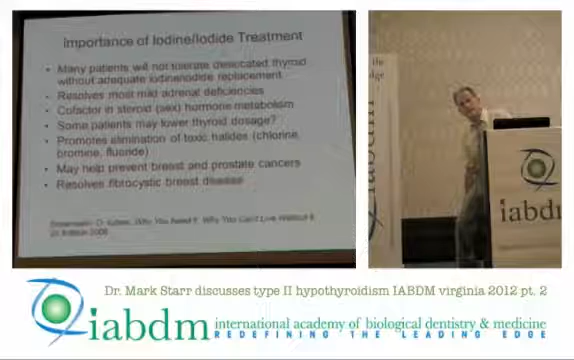 Importance of Iodine/Iodide Treatment
• Many patients will not tolerate desiccated thyroid
without adequate iodine/iodide replacement
• Resolves most mild adrenal deficiencies
• Cofactor in steroid (sex) hormone metabolism
• Some patients may lower thyroid dosage?
• Promotes elimination of toxic halides (chlorine,
bromine, fluoride)
• May help prevent breast and prostate cancers
• Resolves fibrocystic breast disease
Why You Need It, Why You Can't Live Without It
the
dge
iabdm
iabdm
Dr. Mark Starr discusses type II hypothyroidism IABDM virginia 2012 pt. 2
iabdm international academy of biological dentistry & medicine
REDEFINING THE LEADING EDGE